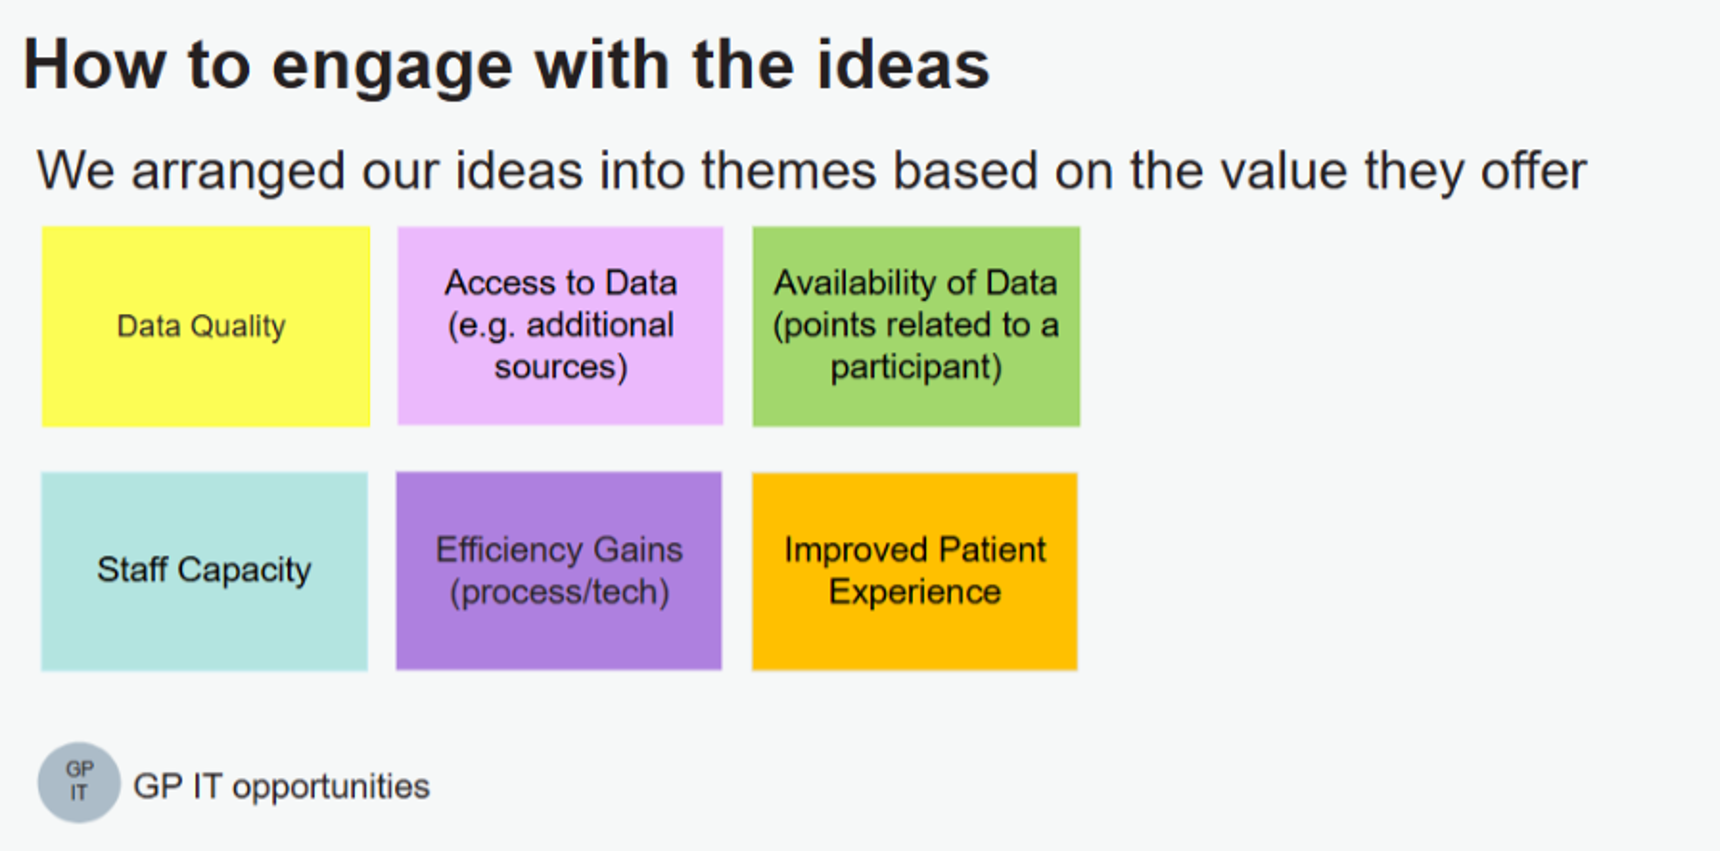 How to engage with the ideas
We arranged our ideas into themes based on the value they offer
Data Quality
Access to Data
(e.g. additional
sources)
Availability of Data
(points related to a
participant)
Staff Capacity
Efficiency Gains
(process/tech)
Improved Patient
Experience
GP
IT
GP IT opportunities